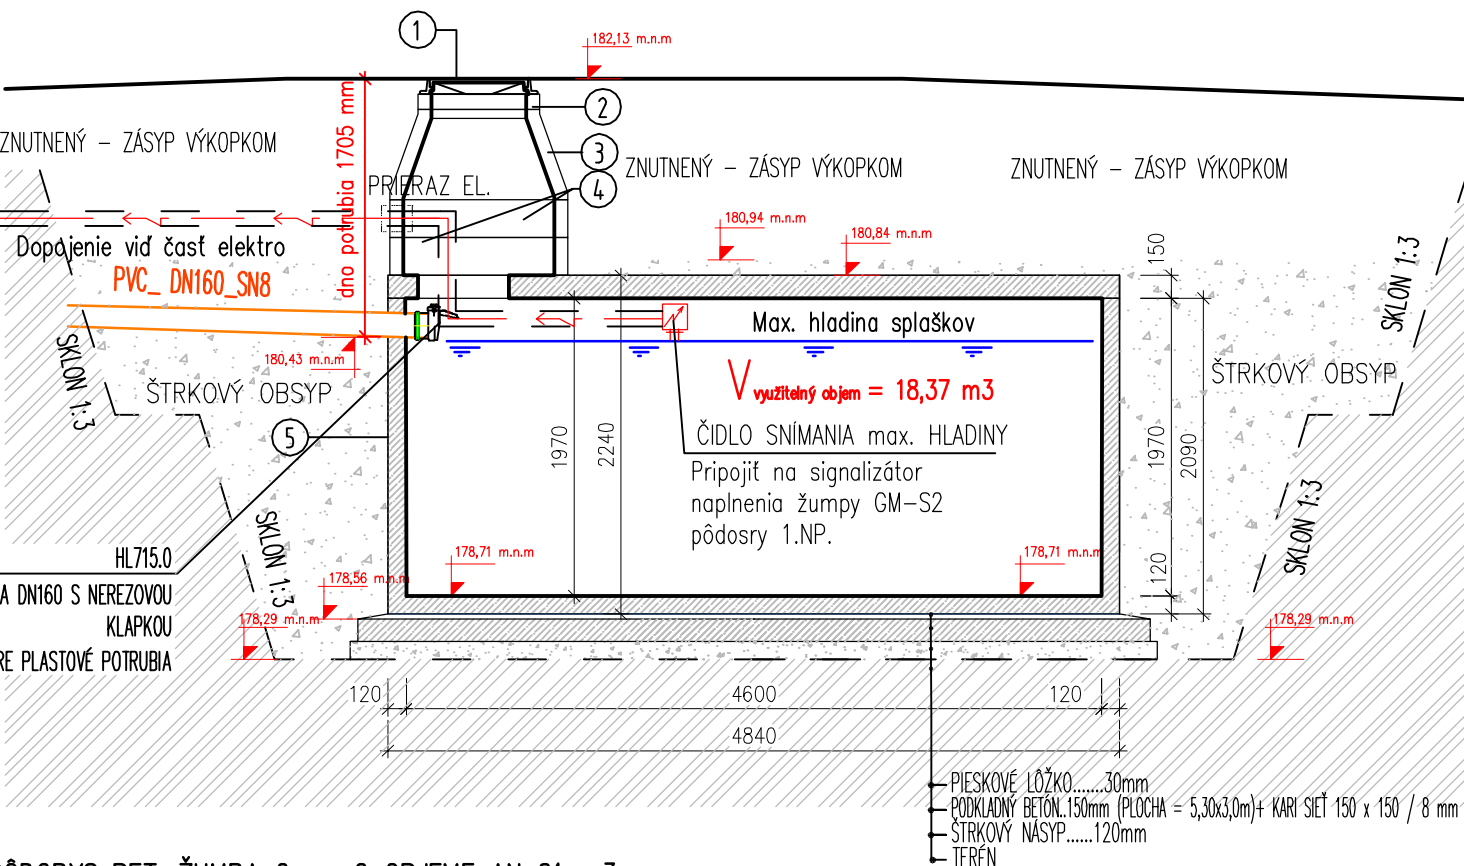 1
182,13 m.n.m
2
ZNUTNENÝ - ZÁSYP VÝKOPKOM
3
ZNUTNENÝ - ZÁSYP VÝKOPKOM
ZNUTNENÝ - ZÁSYP VÝKOPKOM
dno potrubia 1705 mm
PRIERAZ EL.
4
180,94 m.n.m
180,84 m.n.m
150
Dopojenie viď časť elektro
PVC_ DN160_SN8
SKLON 1:3
Max. hladina splaškov
180,43 m.n.m
SKLON 1:3
ŠTRKOVÝ OBSYP
V využitelný objem = 18,37 m3
ŠTRKOVÝ OBSYP
5
1970
2240
ČIDLO SNÍMANIA max. HLADINY
1970
2090
Pripojiť na signalizátor
naplnenia žumpy GM-S2
pôdosry 1.NP.
SKLON 1:3
SKLON 1:3
HL715.0
178,71 m.n.m
178,71 m.n.m
120
178,56 m.n.m
A DN160 S NEREZOVOU
KLAPKOU
178,29 m.n.m
178,29 m.n.m
RE PLASTOVÉ POTRUBIA
120
4600
120
4840
PIESKOVÉ LÔŽKO.......30mm
PODKLADNÝ BETÓN..150mm (PLOCHA = 5,30x3,0m)+ KARI SIEŤ 150 x 150 / 8 mm
ŠTRKOVÝ NÁSYP......120mm
TERÉN